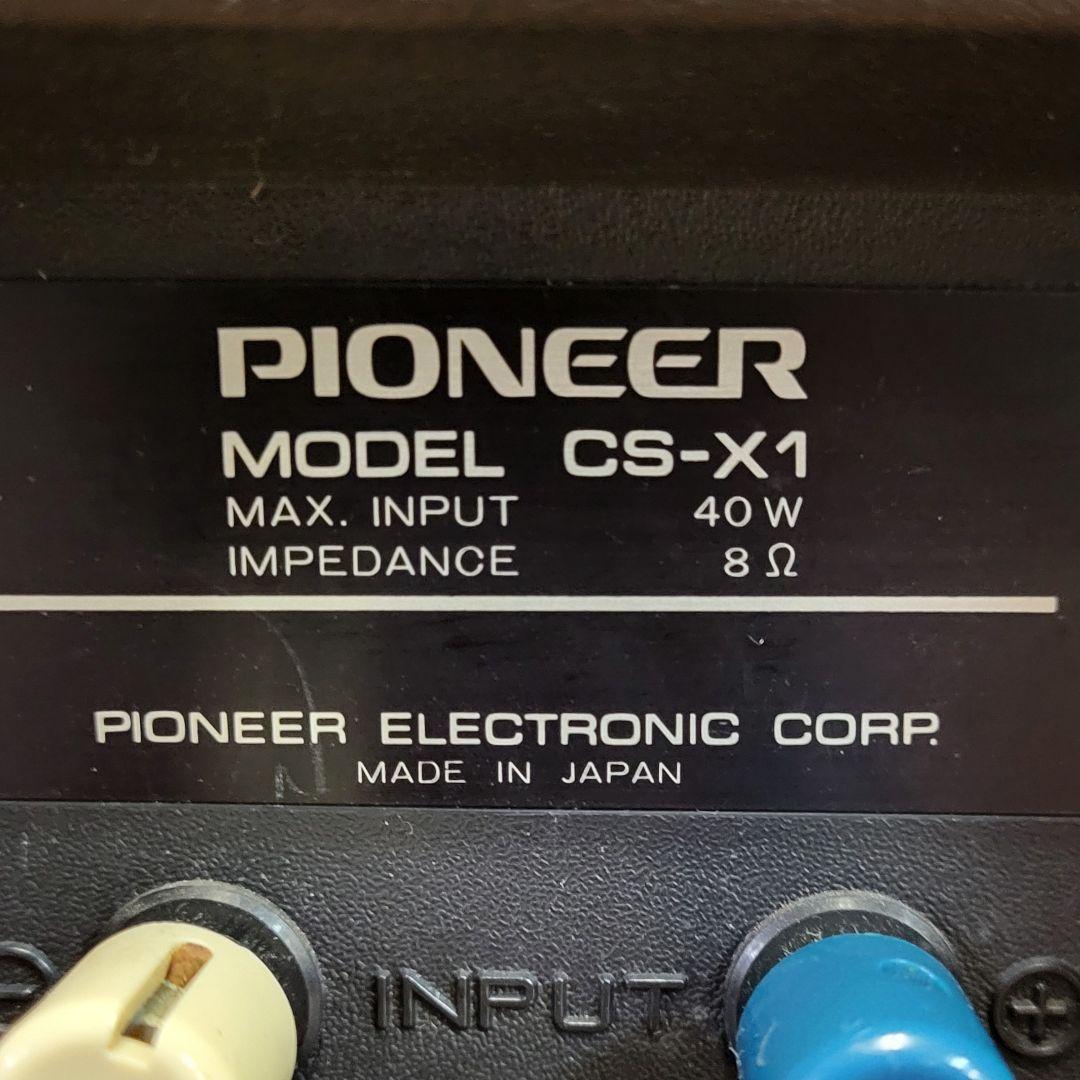 PIONEER
MODEL CS-X1
MAX. INPUT 40 W
IMPEDANCE 8 Ω
PIONEER ELECTRONIC CORP.
MADE IN JAPAN
INPUT